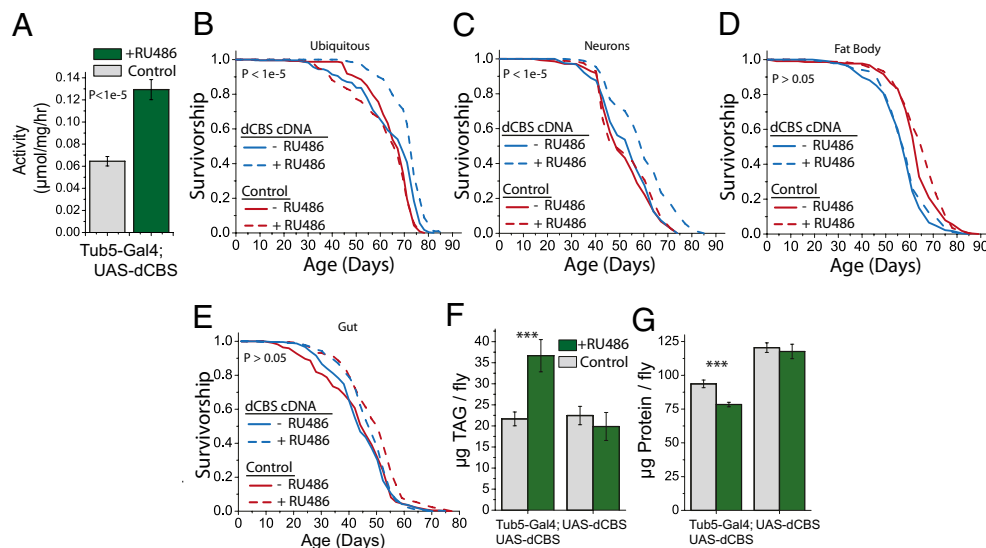 A
+RU486
Control
Activity
(μmol/mg/hr)
0.14
0.12
0.10
0.08
0.06
0.04
0.02
0.00
P<1e-5
Tub5-Gal4;
UAS-dCBS
B
Ubiquitous
Survivorship
1.0
0.8
0.6
0.4
0.2
0.0
P < 1e-5
dCBS cDNA
- RU486
+ RU486
Control
- RU486
+ RU486
0 10 20 30 40 50 60 70 80 90
Age (Days)
C
Neurons
Survivorship
1.0
0.8
0.6
0.4
0.2
0.0
P < 1e-5
dCBS cDNA
- RU486
+ RU486
Control
- RU486
+ RU486
0 10 20 30 40 50 60 70 80 90
Age (Days)
D
Fat Body
Survivorship
1.0
0.8
0.6
0.4
0.2
0.0
P > 0.05
dCBS cDNA
- RU486
+ RU486
Control
- RU486
+ RU486
0 10 20 30 40 50 60 70 80 90
Age (Days)
E
Gut
Survivorship
1.0
0.8
0.6
0.4
0.2
0.0
P > 0.05
dCBS cDNA
- RU486
+ RU486
Control
- RU486
+ RU486
0 10 20 30 40 50 60 70 80
Age (Days)
F
+RU486
Control
μg TAG / fly
40
35
30
25
20
15
10
5
0
***
Tub5-Gal4; UAS-dCBS
UAS-dCBS
G
μg Protein / fly
125
100
75
50
25
0
***
Tub5-Gal4; UAS-dCBS
UAS-dCBS